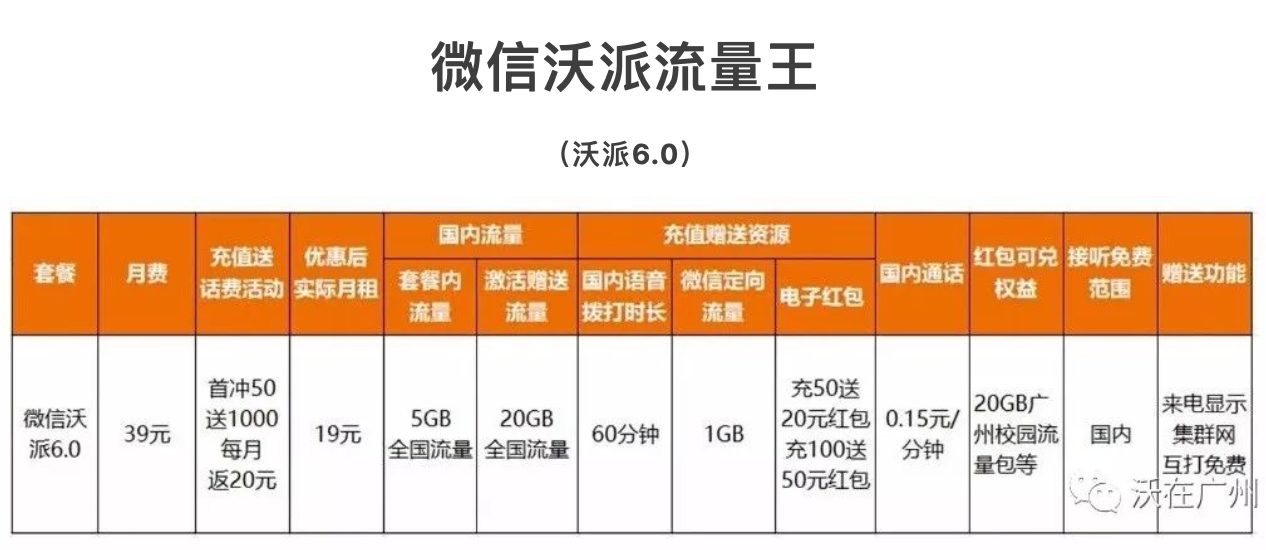 微信沃派流量王
（沃派6.0）
套餐
月费
充值送
话费活动
优惠后
实际月租
国内流量
套餐内
流量
激活赠送
流量
充值赠送资源
国内语音
拨打时长
微信定向
流量
电子红包
国内通话
红包可兑
权益
接听免费
范围
赠送功能
微信沃
派6.0
39元
首冲50
送1000
每月
返20元
19元
5GB
全国流量
20GB
全国流量
60分钟
1GB
充50送
20元红包
充100送
50元红包
0.15元/
分钟
20GB广
州校园流
量包等
国内
来电显示
集群网
互打免费
沃在广州